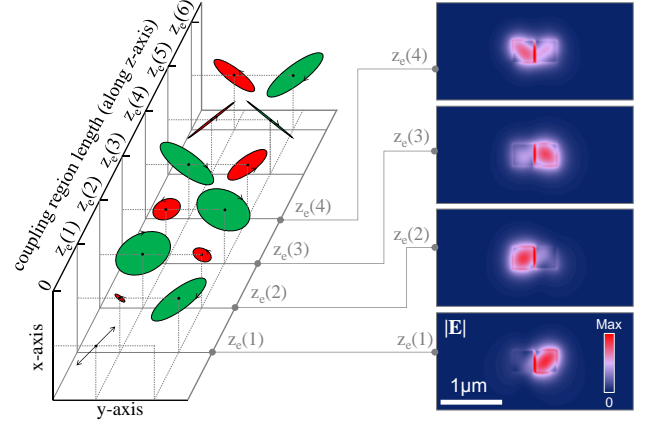 coupling region length (along z-axis)
0
z_e(1)
z_e(2)
z_e(3)
z_e(4)
z_e(5)
z_e(6)
x-axis
y-axis
z_e(4)
z_e(3)
z_e(2)
z_e(1)
z_e(4)
z_e(3)
z_e(2)
z_e(1)
|E|
Max
0
1μm